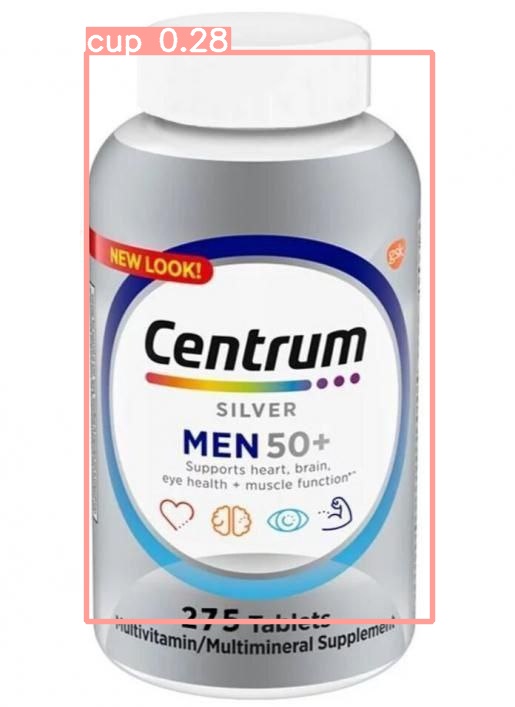 cup 0.28
NEW LOOK!
gsk
Centrum
SILVER
MEN 50+
Supports heart, brain,
eye health + muscle function*~
275 Tablets
Multivitamin/Multimineral Supplement